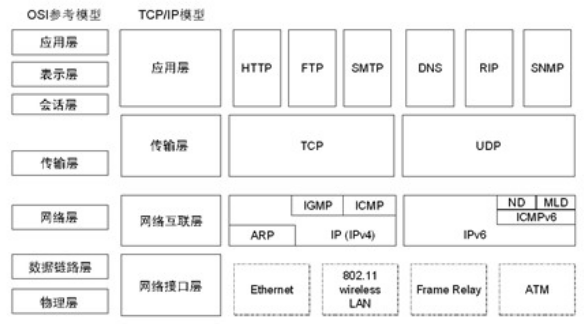 OSI参考模型 TCP/IP模型
应用层 应用层 HTTP FTP SMTP DNS RIP SNMP
表示层
会话层
传输层 传输层 TCP UDP
网络层 网络互联层 IGMP ICMP ND MLD
ICMPv6
ARP IP (IPv4) IPv6
数据链路层 网络接口层 Ethernet 802.11 wireless LAN Frame Relay ATM
物理层